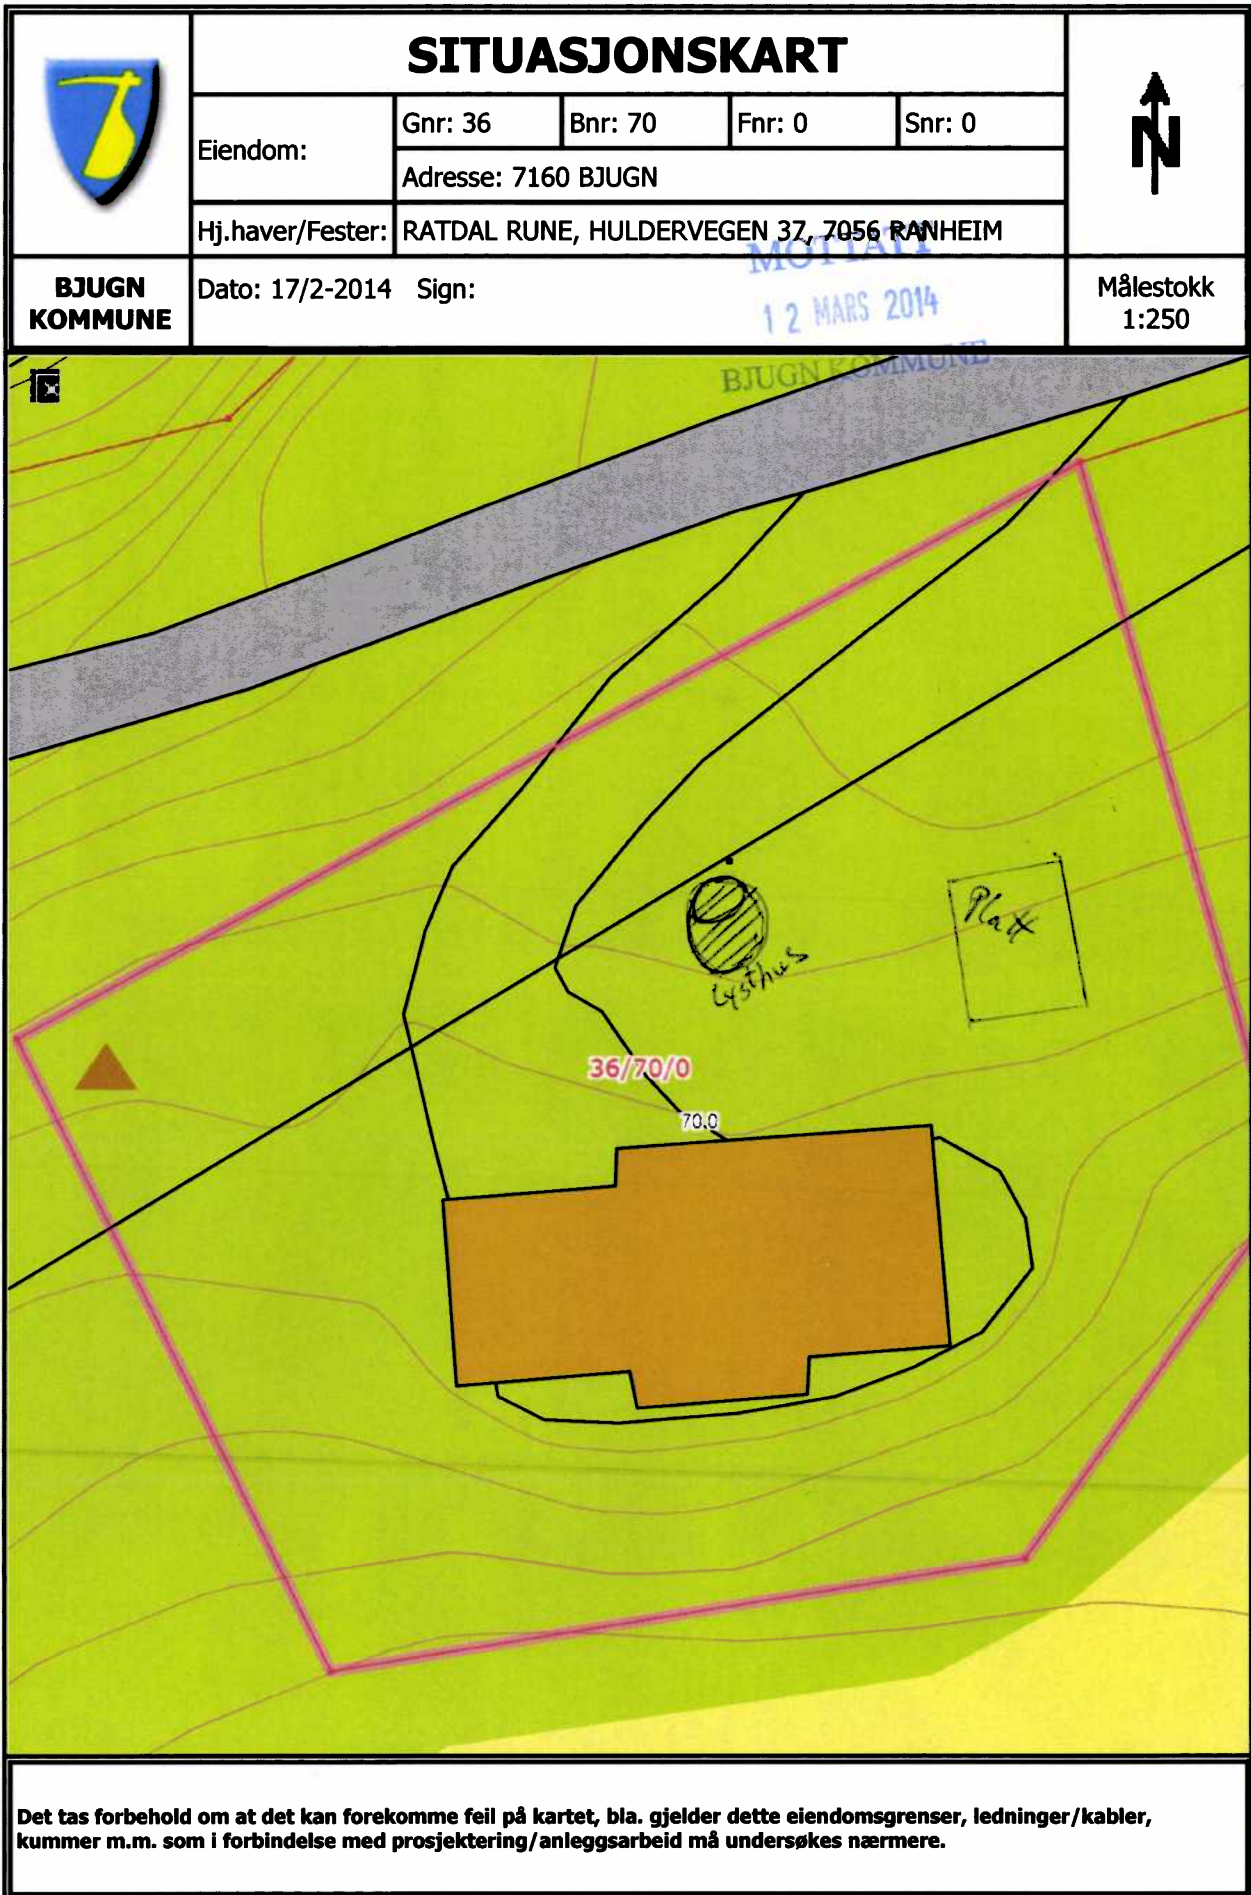 SITUASJONSKART
Eiendom:
Gnr: 36
Bnr: 70
Fnr: 0
Snr: 0
Adresse: 7160 BJUGN
Hj.haver/Fester:
RATDAL RUNE, HULDERVEGEN 37, 7056 RANHEIM
N
BJUGN
KOMMUNE
Dato: 17/2-2014 Sign:
Målestokk
1:250
MOTTATT
12 MARS 2014
BJUGN KOMMUNE
Platt
Lysthus
36/70/0
70.0
Det tas forbehold om at det kan forekomme feil på kartet, bla. gjelder dette eiendomsgrenser, ledninger/kabler,
kummer m.m. som i forbindelse med prosjektering/anleggsarbeid må undersøkes nærmere.